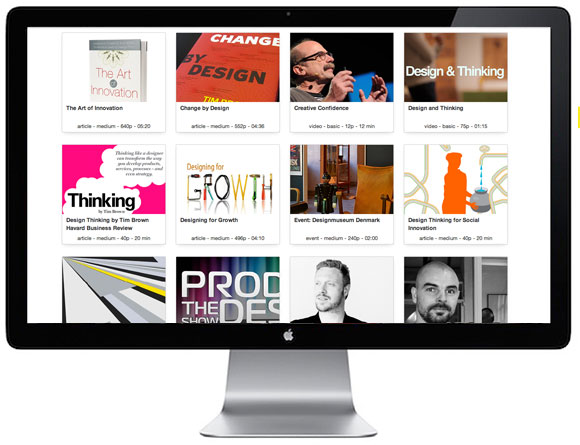 The Art
of
Innovation
The Art of Innovation
article - medium - 640p - 05:20
CHANGE
BY
DESIGN
Change by Design
article - medium - 552p - 04:36
Creative Confidence
video - basic - 12p - 12 min
Design & Thinking
Design and Thinking
video - basic - 75p - 01:15
Thinking like a designer
can transform the way
you develop products,
services, processes – and
even strategy.
Thinking
by Tim Brown
Design Thinking by Tim Brown
Havard Business Review
article - medium - 40p - 20 min
Designing for
GROWTH
Designing for Growth
article - medium - 496p - 04:10
Event: Designmuseum Denmark
event - medium - 240p - 02:00
Design Thinking for Social
Innovation
article - medium - 40p - 20 min
PROD
THE DES
SHOW